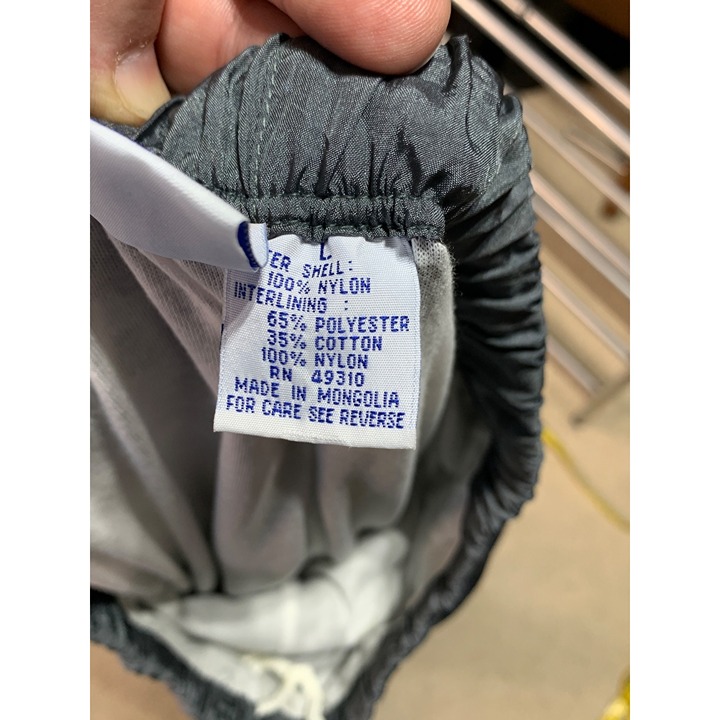 L
TER SHELL:
100% NYLON
INTERLINING :
65% POLYESTER
35% COTTON
100% NYLON
RN 49310
MADE IN MONGOLIA
FOR CARE SEE REVERSE